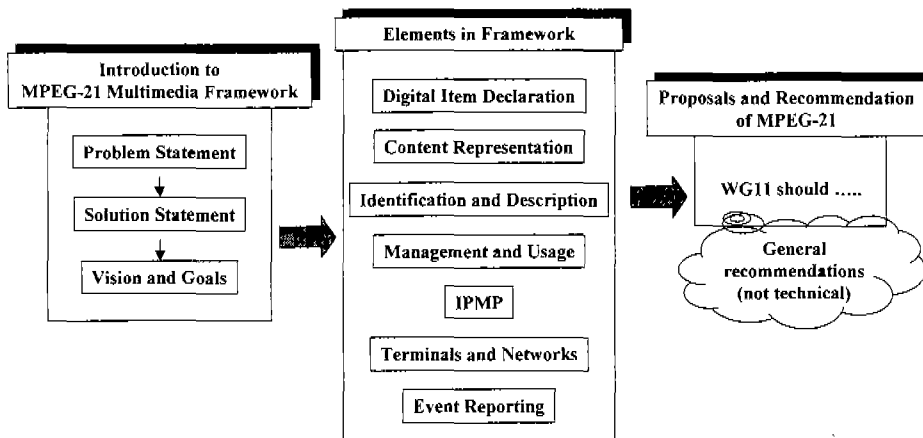 Introduction to
MPEG-21 Multimedia Framework
Problem Statement
Solution Statement
Vision and Goals
Elements in Framework
Digital Item Declaration
Content Representation
Identification and Description
Management and Usage
IPMP
Terminals and Networks
Event Reporting
Proposals and Recommendation
of MPEG-21
WG11 should .....
General
recommendations
(not technical)